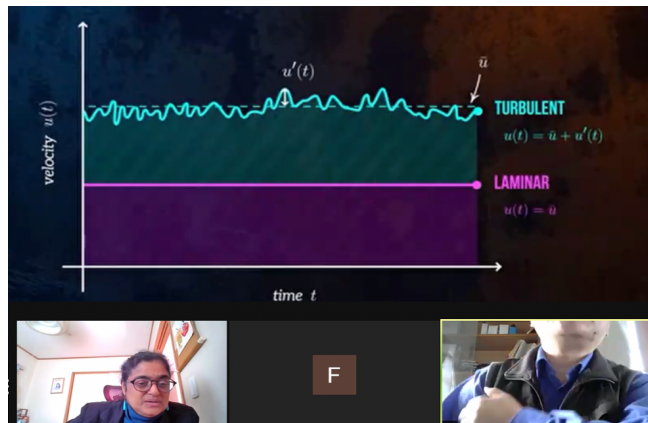 u′(t)
ū
velocity u(t)
TURBULENT
u(t) = ū + u′(t)
LAMINAR
u(t) = ū
time t
F